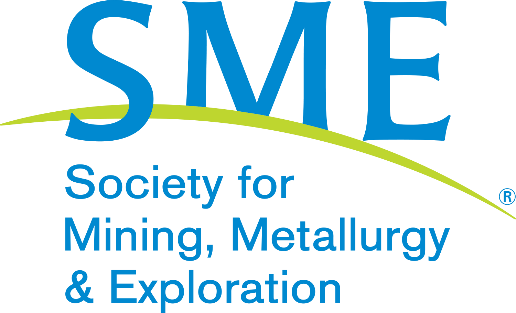 SME
Society for
Mining, Metallurgy
& Exploration
®